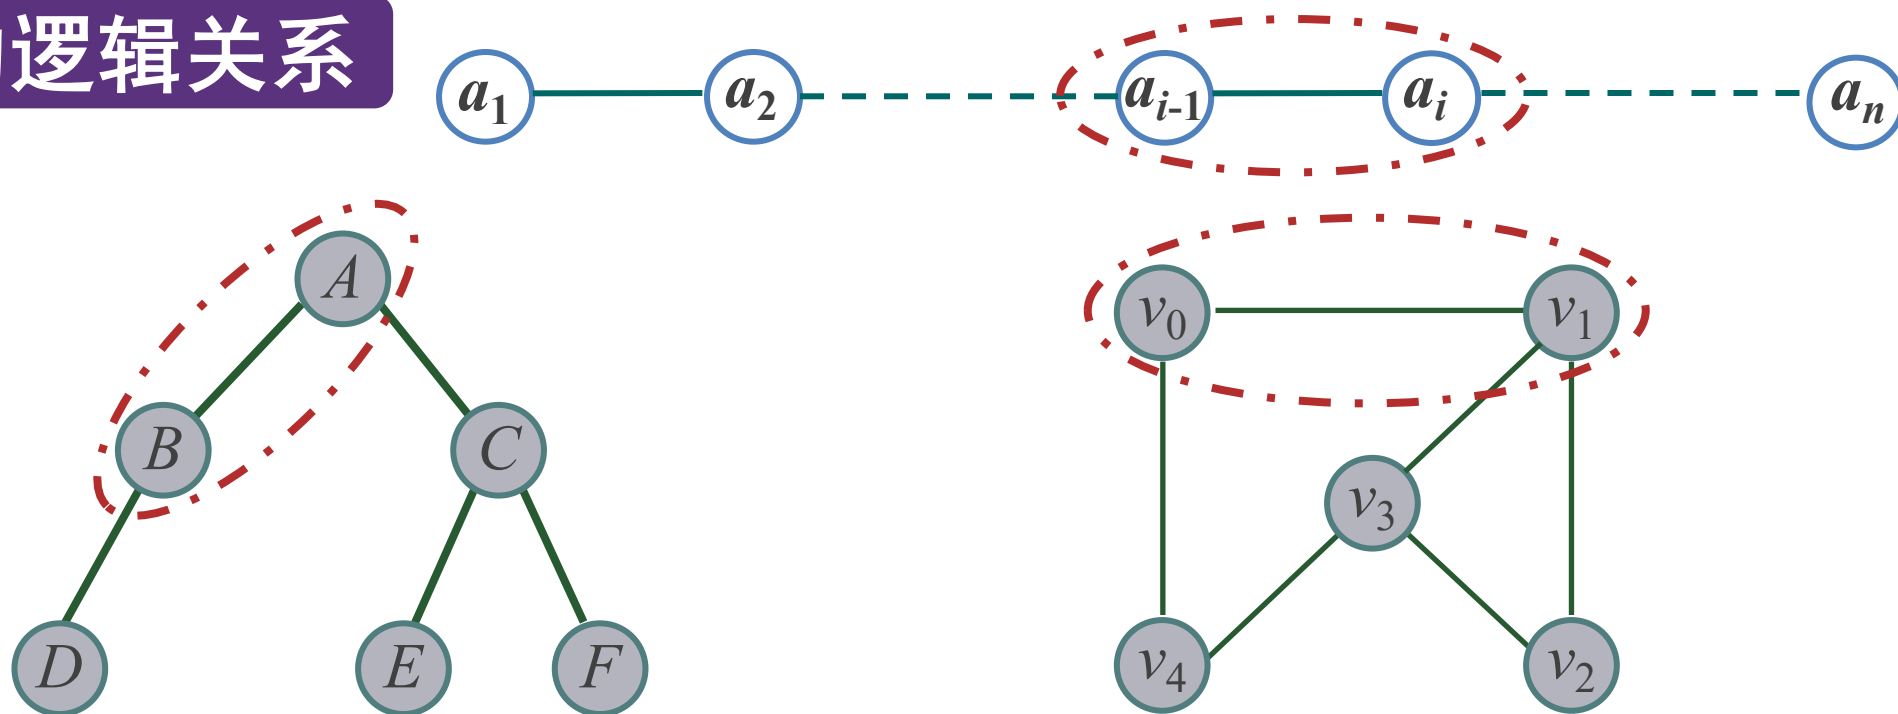 逻辑关系
a₁ a₂ aᵢ₋₁ aᵢ aₙ
A
v₀ v₁
B C
v₃
D E F
v₄ v₂